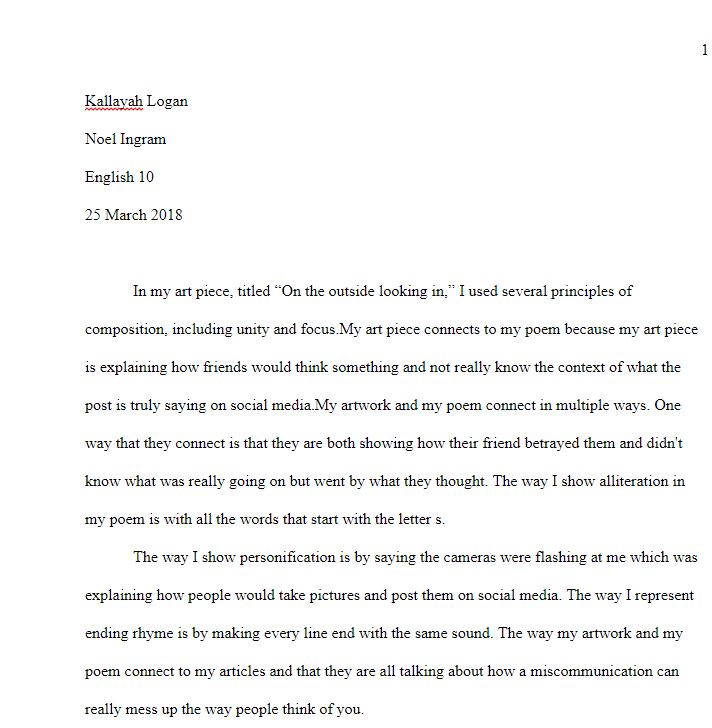 1
Kallayah Logan
Noel Ingram
English 10
25 March 2018
In my art piece, titled “On the outside looking in,” I used several principles of
composition, including unity and focus.My art piece connects to my poem because my art piece
is explaining how friends would think something and not really know the context of what the
post is truly saying on social media.My artwork and my poem connect in multiple ways. One
way that they connect is that they are both showing how their friend betrayed them and didn't
know what was really going on but went by what they thought. The way I show alliteration in
my poem is with all the words that start with the letter s.
The way I show personification is by saying the cameras were flashing at me which was
explaining how people would take pictures and post them on social media. The way I represent
ending rhyme is by making every line end with the same sound. The way my artwork and my
poem connect to my articles and that they are all talking about how a miscommunication can
really mess up the way people think of you.